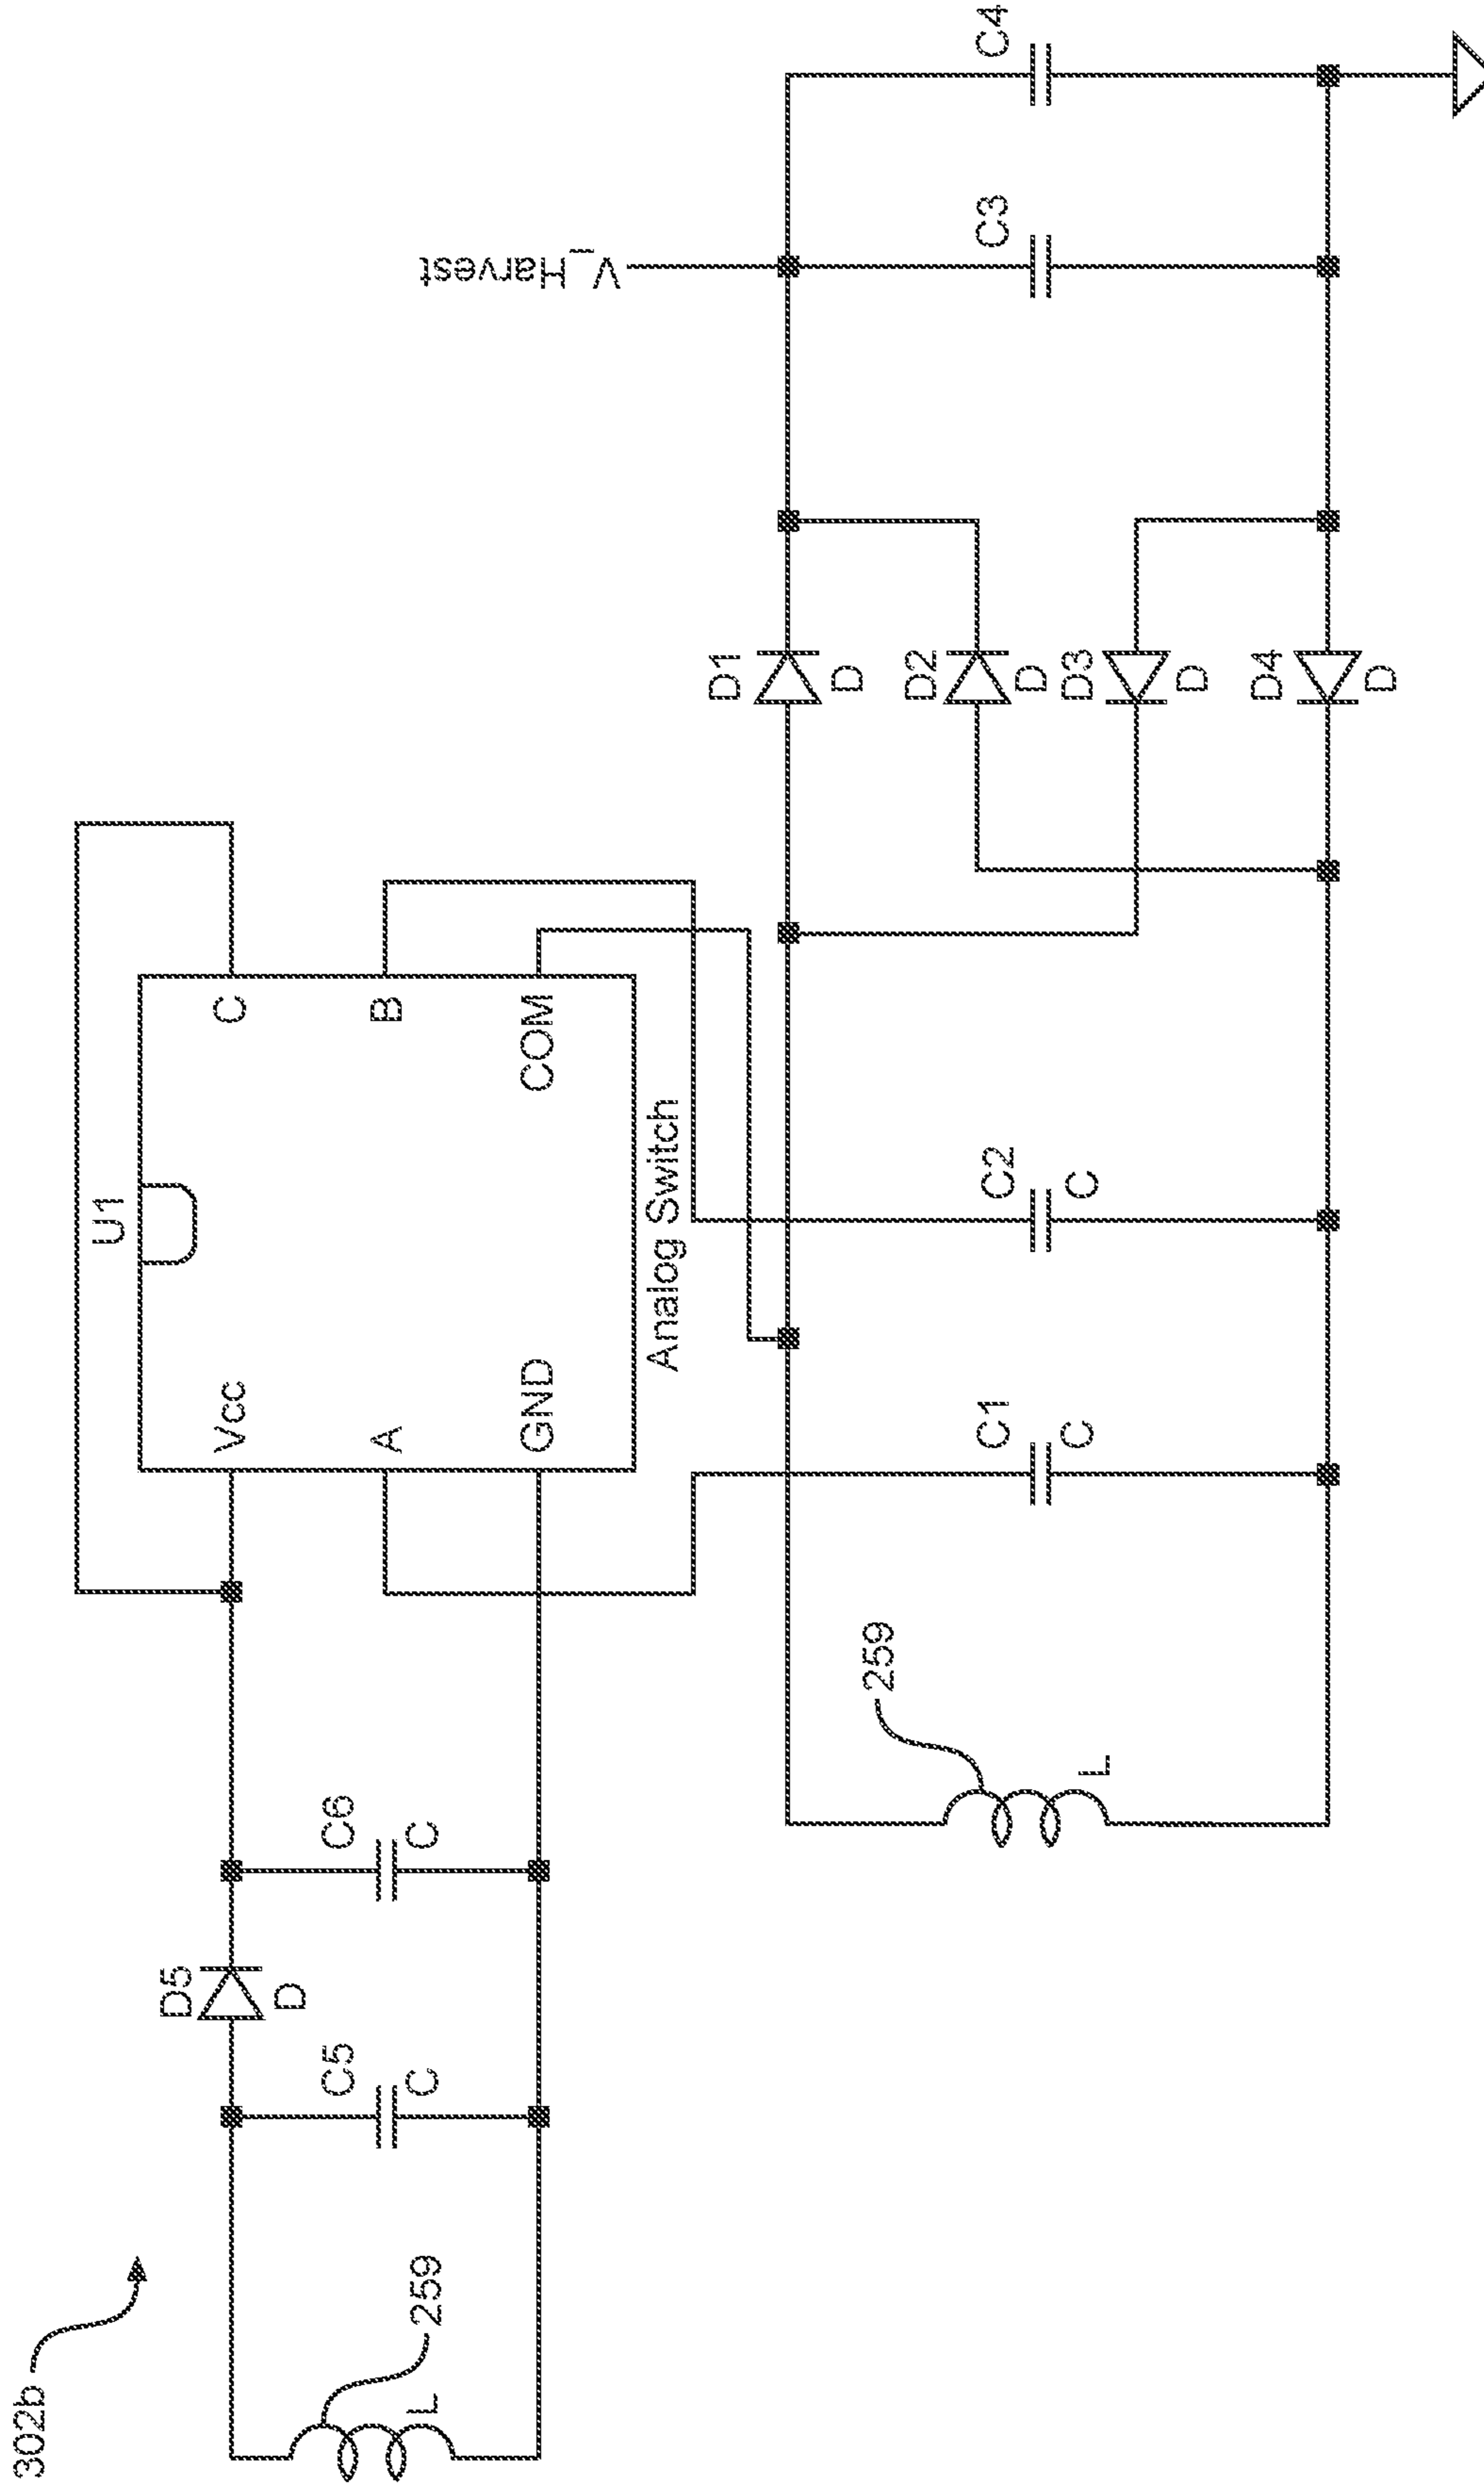 302b
259
L
C5
C
D5
D
C6
C
U1
Vcc
A
GND
C
B
COM
Analog Switch
259
L
C1
C
C2
C
D1
D
D2
D
D3
D
D4
D
V_Harvest
C3
C4